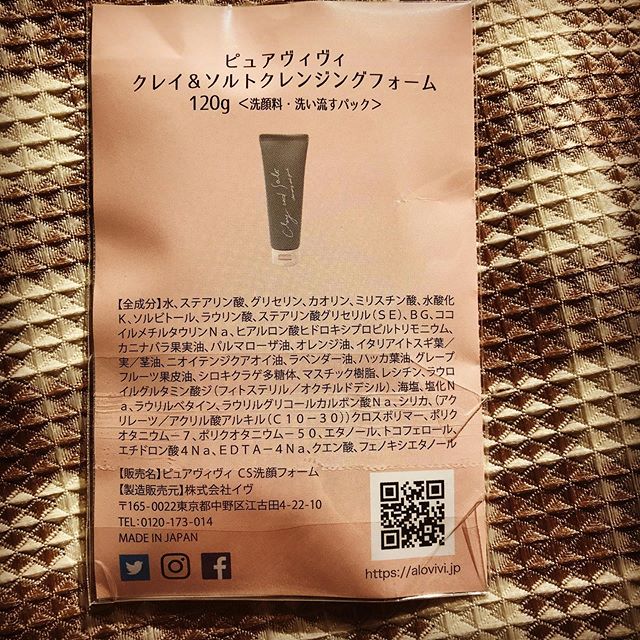 ピュアヴィヴィ
クレイ＆ソルトクレンジングフォーム
120g ＜洗顔料・洗い流すパック＞
Clay and Salt
【全成分】水、ステアリン酸、グリセリン、カオリン、ミリスチン酸、水酸化
K、ソルビトール、ラウリン酸、ステアリン酸グリセリル（ＳＥ）、ＢＧ、ココ
イルメチルタウリンＮａ、ヒアルロン酸ヒドロキシプロピルトリモニウム、
カニナバラ果実油、パルマローザ油、オレンジ油、イタリアイトスギ葉／
実／茎油、ニオイテンジクアオイ油、ラベンダー油、ハッカ葉油、グレープ
フルーツ果皮油、シロキクラゲ多糖体、マスチック樹脂、レシチン、ラウロ
イルグルタミン酸ジ（フィトステリル／オクチルドデシル）、海塩、塩化Ｎ
ａ、ラウリルベタイン、ラウリルグリコールカルボン酸Ｎａ、シリカ、（アク
リレーツ／アクリル酸アルキル（Ｃ１０－３０））クロスポリマー、ポリク
オタニウム－７、ポリクオタニウム－５０、エタノール、トコフェロール、
エチドロン酸４Ｎａ、ＥＤＴＡ－４Ｎａ、クエン酸、フェノキシエタノール
【販売名】ピュアヴィヴィ CS洗顔フォーム
【製造販売元】株式会社イヴ
〒165-0022東京都中野区江古田4-22-10
TEL：0120-173-014
MADE IN JAPAN
https://alovivi.jp